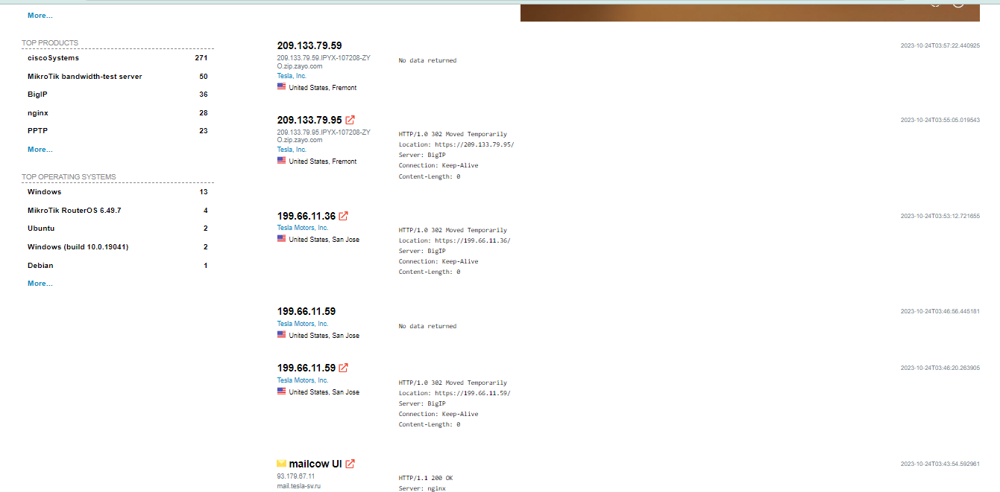 More...
TOP PRODUCTS
ciscoSystems 271
MikroTik bandwidth-test server 50
BigIP 36
nginx 28
PPTP 23
More...
TOP OPERATING SYSTEMS
Windows 13
MikroTik RouterOS 6.49.7 4
Ubuntu 2
Windows (build 10.0.19041) 2
Debian 1
More...
209.133.79.59
209.133.79.59.IPYX-107208-ZY
O.zip.zayo.com
Tesla, Inc.
United States, Fremont
No data returned
2023-10-24T03:57:22.440925
209.133.79.95
209.133.79.95.IPYX-107208-ZY
O.zip.zayo.com
Tesla, Inc.
United States, Fremont
HTTP/1.0 302 Moved Temporarily
Location: https://209.133.79.95/
Server: BigIP
Connection: Keep-Alive
Content-Length: 0
2023-10-24T03:55:05.019543
199.66.11.36
Tesla Motors, Inc.
United States, San Jose
HTTP/1.0 302 Moved Temporarily
Location: https://199.66.11.36/
Server: BigIP
Connection: Keep-Alive
Content-Length: 0
2023-10-24T03:53:12.721655
199.66.11.59
Tesla Motors, Inc.
United States, San Jose
No data returned
2023-10-24T03:46:56.445181
199.66.11.59
Tesla Motors, Inc.
United States, San Jose
HTTP/1.0 302 Moved Temporarily
Location: https://199.66.11.59/
Server: BigIP
Connection: Keep-Alive
Content-Length: 0
2023-10-24T03:46:20.263905
mailcow UI
93.179.67.11
mail.tesla-sv.ru
HTTP/1.1 200 OK
Server: nginx
2023-10-24T03:43:54.592961